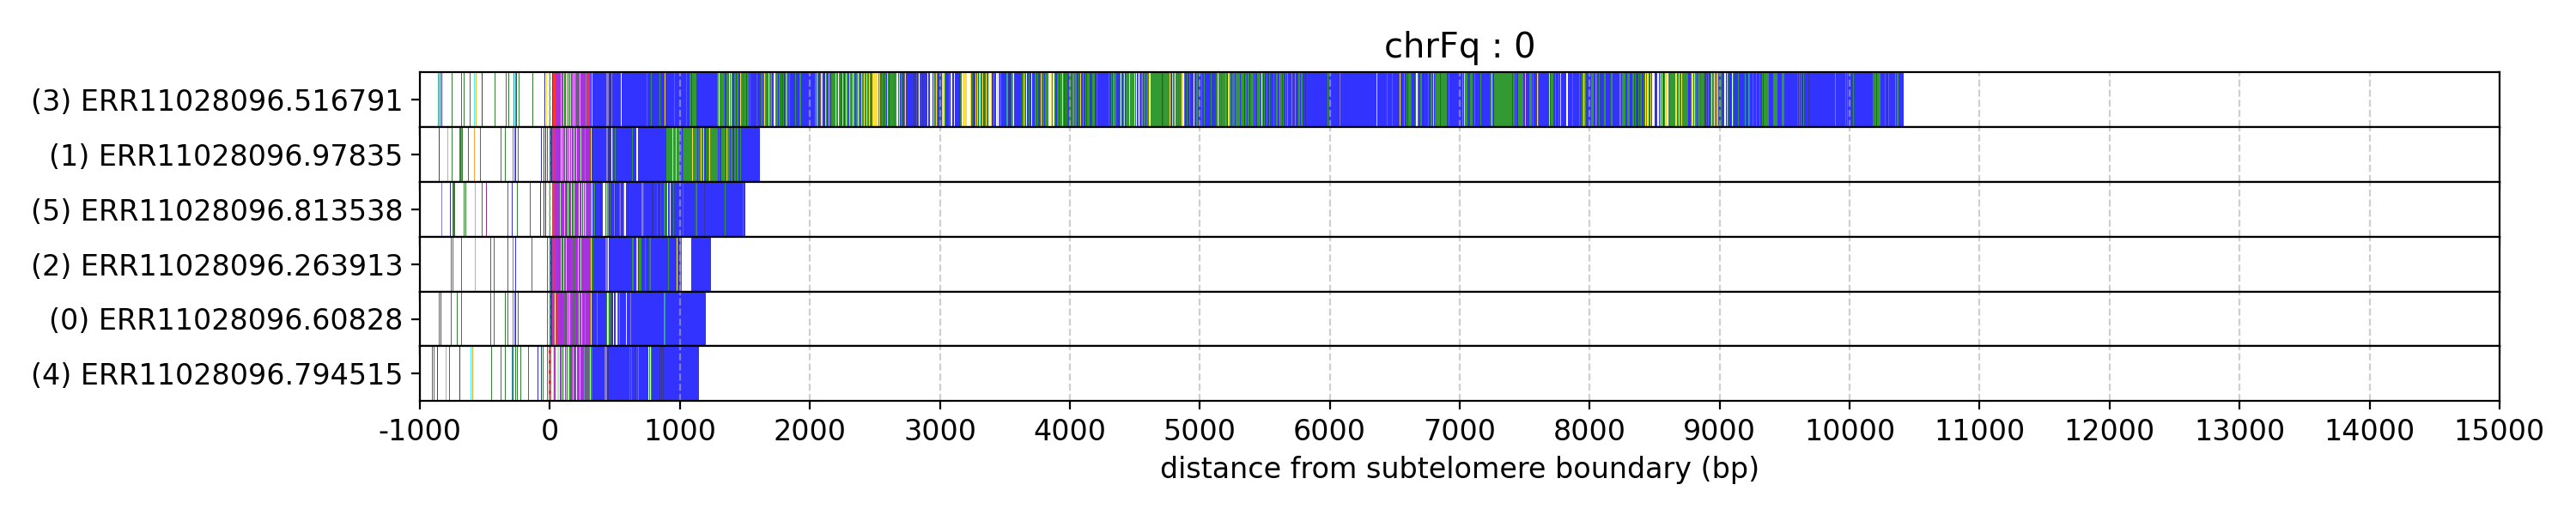 chrFq : 0
(3) ERR11028096.516791
(1) ERR11028096.97835
(5) ERR11028096.813538
(2) ERR11028096.263913
(0) ERR11028096.60828
(4) ERR11028096.794515
-1000 0 1000 2000 3000 4000 5000 6000 7000 8000 9000 10000 11000 12000 13000 14000 15000
distance from subtelomere boundary (bp)